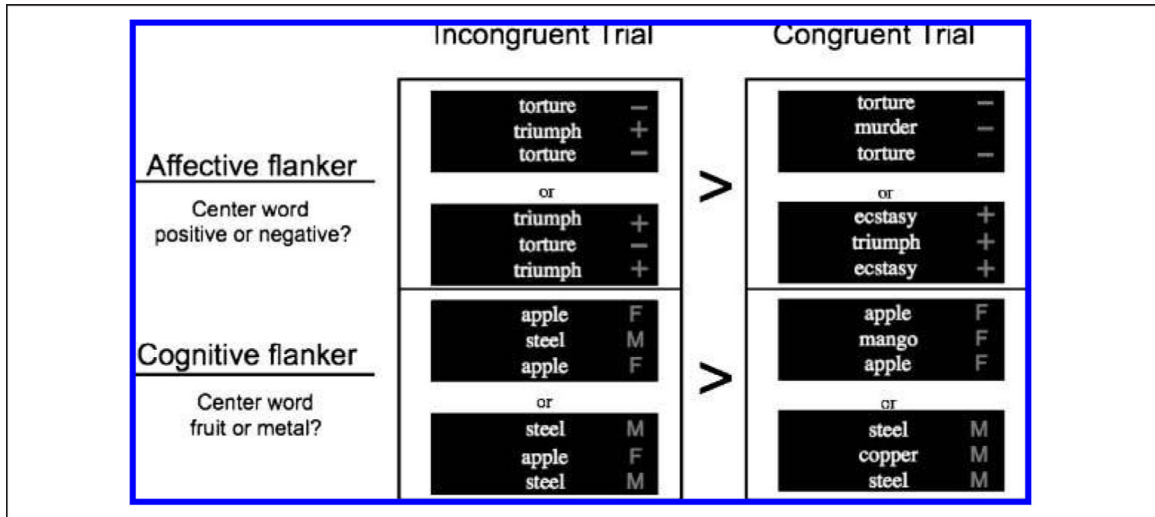 Incongruent Trial
Congruent Trial
Affective flanker
Center word
positive or negative?
torture –
triumph +
torture –
or
triumph +
torture –
triumph +
>
torture –
murder –
torture –
or
ecstasy +
triumph +
ecstasy +
Cognitive flanker
Center word
fruit or metal?
apple F
steel M
apple F
or
steel M
apple F
steel M
>
apple F
mango F
apple F
or
steel M
copper M
steel M